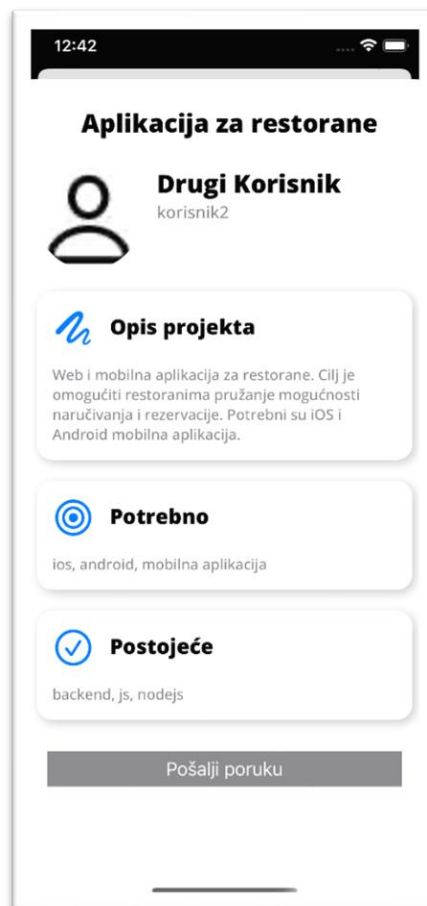 12:42
Aplikacija za restorane
Drugi Korisnik
korisnik2
Opis projekta
Web i mobilna aplikacija za restorane. Cilj je
omogućiti restoranima pružanje mogućnosti
naručivanja i rezervacije. Potrebni su iOS i
Android mobilna aplikacija.
Potrebno
ios, android, mobilna aplikacija
Postojeće
backend, js, nodejs
Pošalji poruku